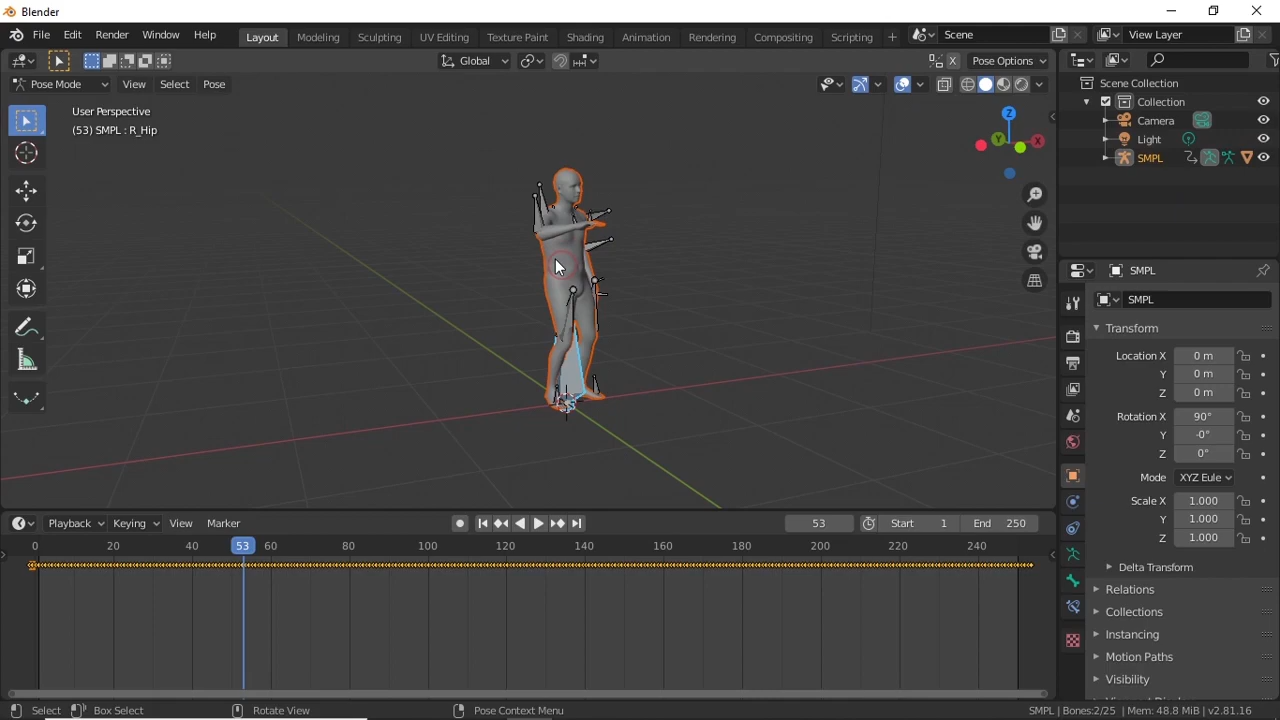 Blender
File Edit Render Window Help Layout Modeling Sculpting UV Editing Texture Paint Shading Animation Rendering Compositing Scripting + Scene View Layer
Global X Pose Options
Pose Mode View Select Pose
User Perspective
(53) SMPL : R_Hip
Z
Y
X
Scene Collection
Collection
Camera
Light
SMPL
SMPL
SMPL
Transform
Location X 0 m
Y 0 m
Z 0 m
Rotation X 90°
Y -0°
Z 0°
Mode XYZ Eule
Scale X 1.000
Y 1.000
Z 1.000
Delta Transform
Relations
Collections
Instancing
Motion Paths
Visibility
Playback Keying View Marker 53 Start 1 End 250
0 20 40 53 60 80 100 120 140 160 180 200 220 240
Select Box Select Rotate View Pose Context Menu SMPL | Bones:2/25 | Mem: 48.8 MiB | v2.81.16